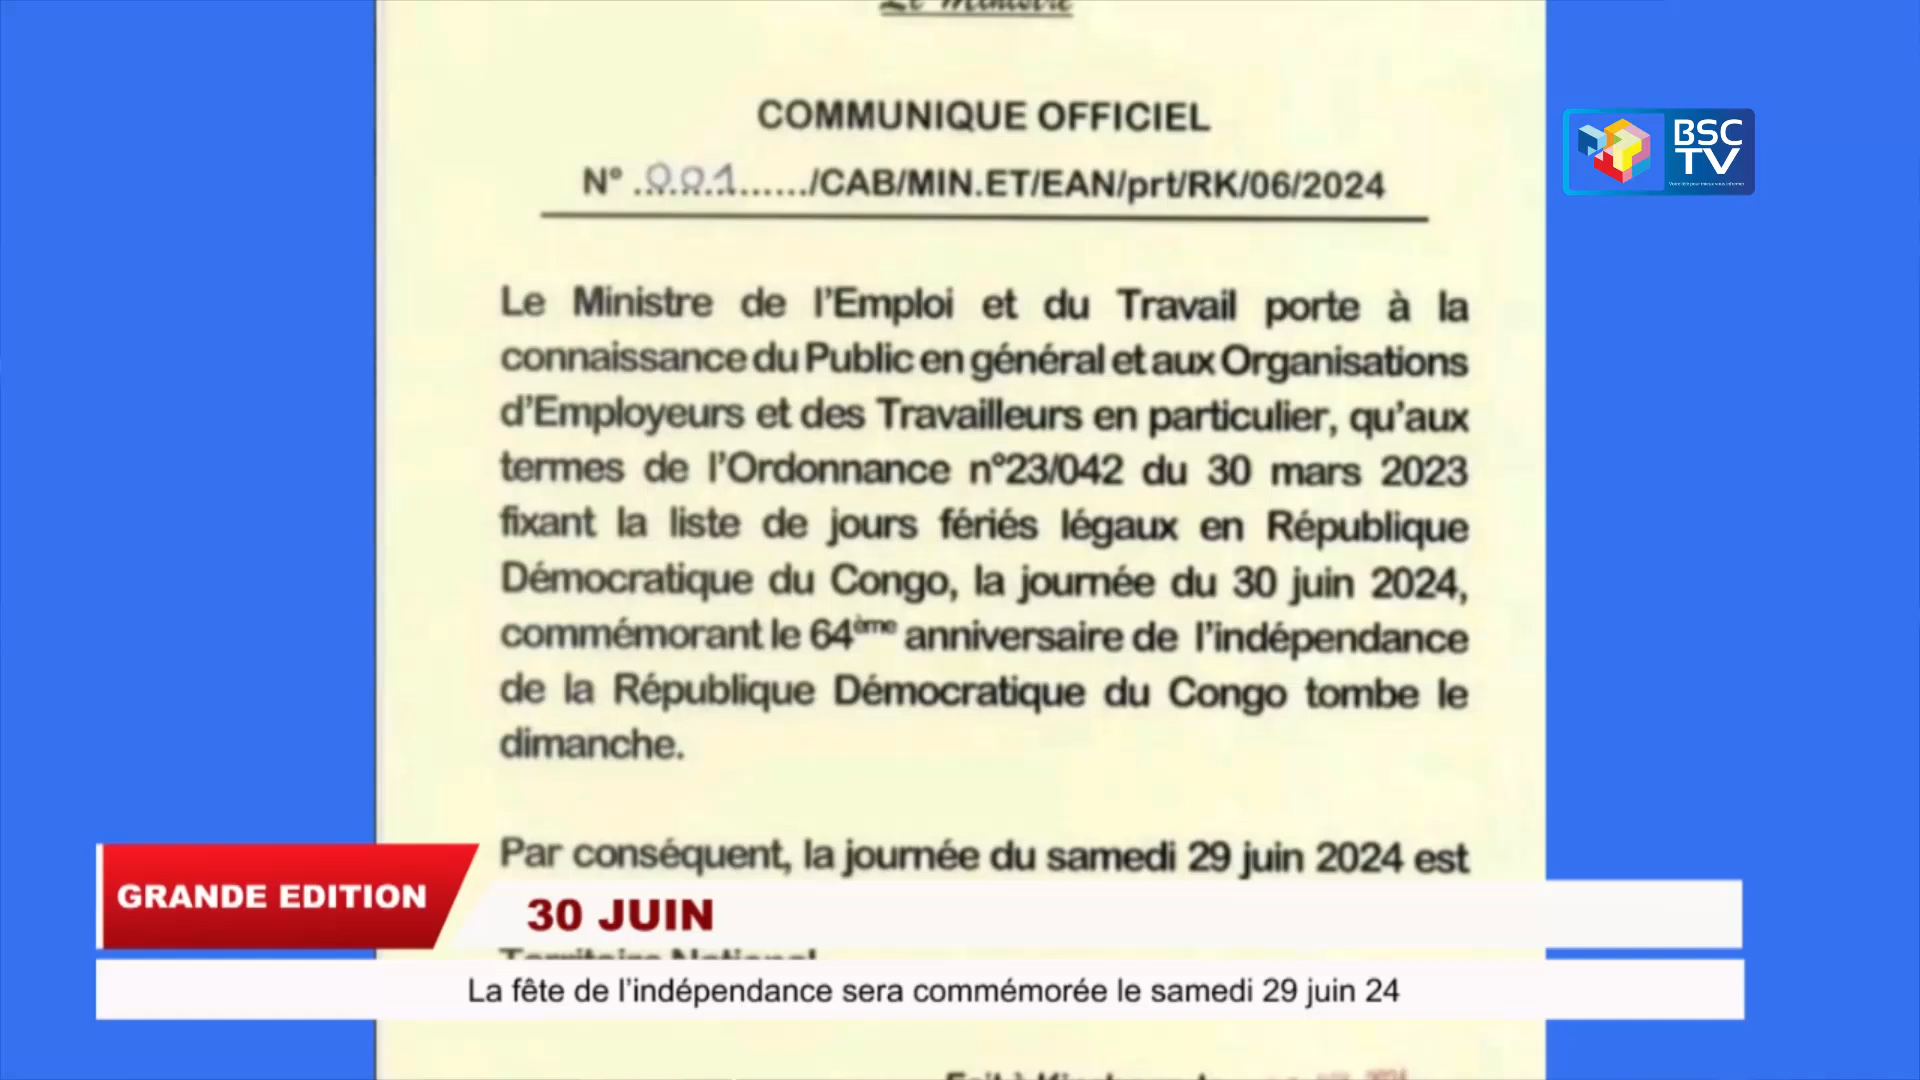 Le Ministre
COMMUNIQUE OFFICIEL
N° ...001.........../CAB/MIN.ET/EAN/prt/RK/06/2024
BSC
TV
Le Ministre de l’Emploi et du Travail porte à la
connaissance du Public en général et aux Organisations
d’Employeurs et des Travailleurs en particulier, qu’aux
termes de l’Ordonnance n°23/042 du 30 mars 2023
fixant la liste de jours fériés légaux en République
Démocratique du Congo, la journée du 30 juin 2024,
commémorant le 64ème anniversaire de l’indépendance
de la République Démocratique du Congo tombe le
dimanche.
Par conséquent, la journée du samedi 29 juin 2024 est
GRANDE EDITION
30 JUIN
Territoire National
La fête de l’indépendance sera commémorée le samedi 29 juin 24